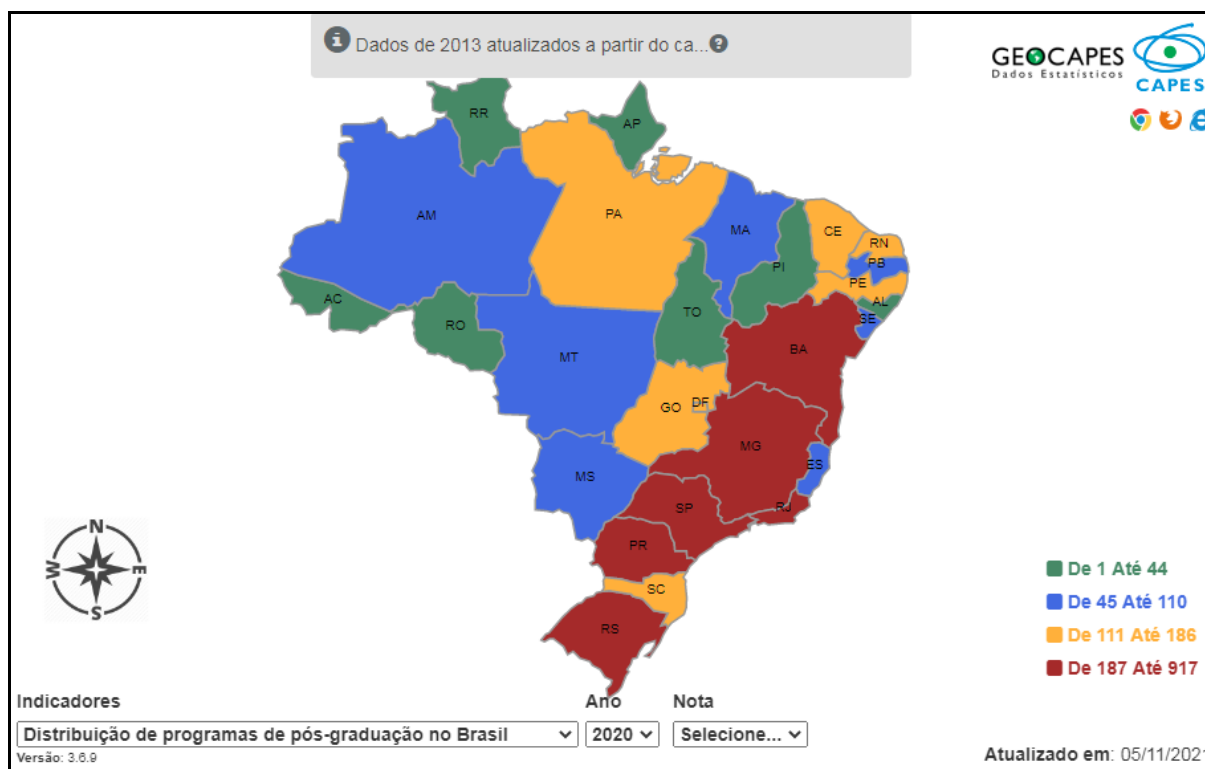 Dados de 2013 atualizados a partir do ca...
GEOCAPES
Dados Estatísticos
CAPES
RR
AP
AM
PA
MA
CE
RN
PB
PI
PE
AC
AL
TO
SE
RO
BA
MT
GO
DF
MG
ES
MS
SP
RJ
PR
SC
RS
N
W
E
S
De 1 Até 44
De 45 Até 110
De 111 Até 186
De 187 Até 917
Indicadores
Ano
Nota
Distribuição de programas de pós-graduação no Brasil
2020
Selecione...
Versão: 3.6.9
Atualizado em: 05/11/2021